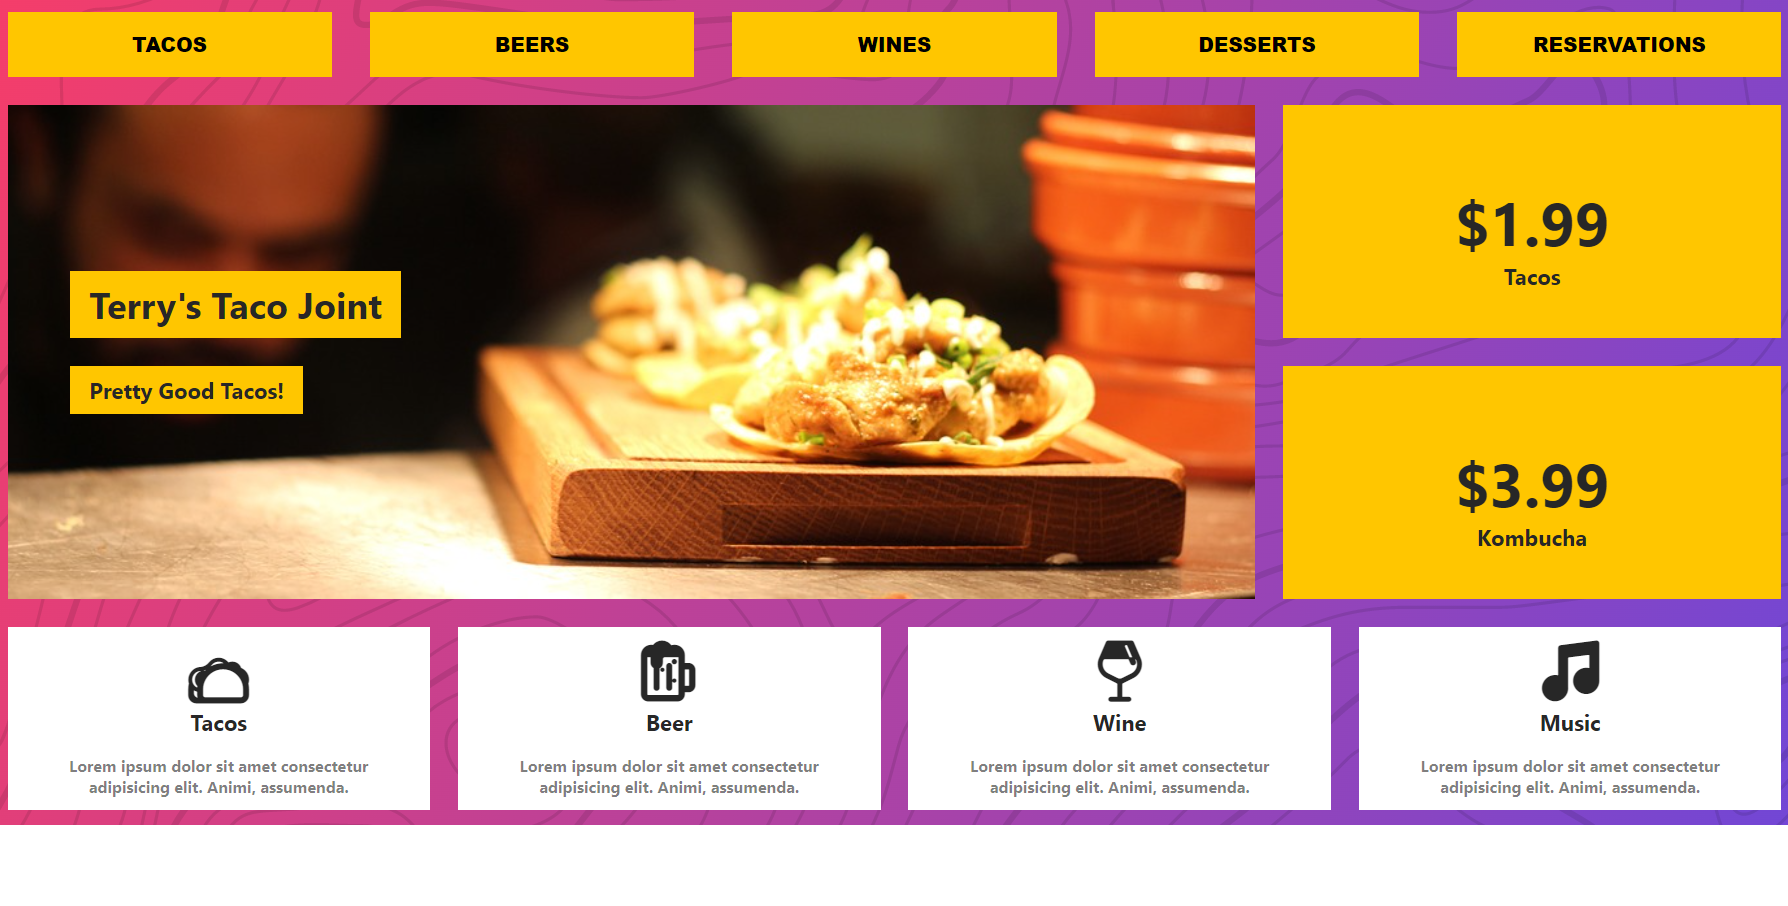 TACOS
BEERS
WINES
DESSERTS
RESERVATIONS
Terry's Taco Joint
Pretty Good Tacos!
$1.99
Tacos
$3.99
Kombucha
Tacos
Lorem ipsum dolor sit amet consectetur
adipisicing elit. Animi, assumenda.
Beer
Lorem ipsum dolor sit amet consectetur
adipisicing elit. Animi, assumenda.
Wine
Lorem ipsum dolor sit amet consectetur
adipisicing elit. Animi, assumenda.
Music
Lorem ipsum dolor sit amet consectetur
adipisicing elit. Animi, assumenda.